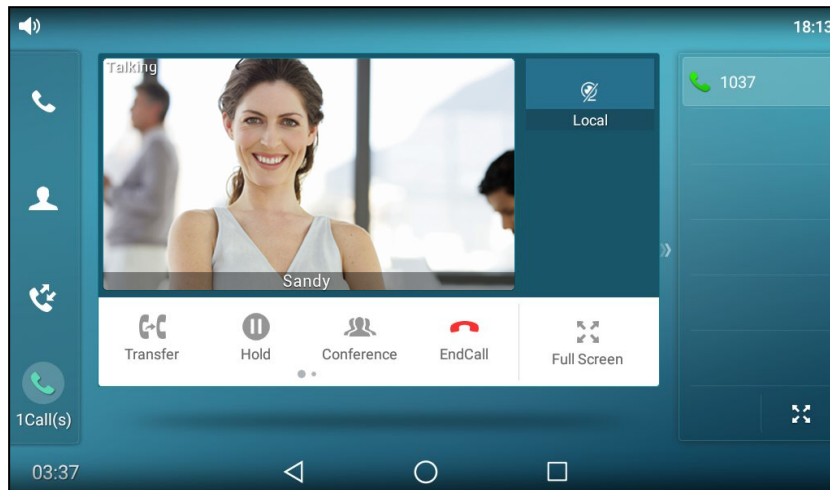 18:13
Talking
Local
Sandy
Transfer
Hold
Conference
EndCall
Full Screen
1037
1Call(s)
03:37